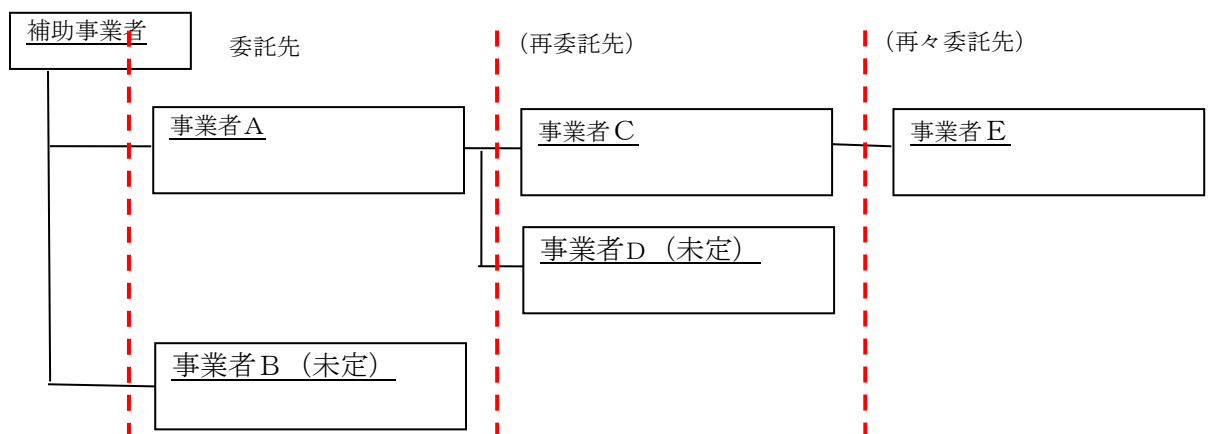 補助事業者
委託先
(再委託先)
(再々委託先)
事業者A
事業者C
事業者E
事業者D（未定）
事業者B（未定）